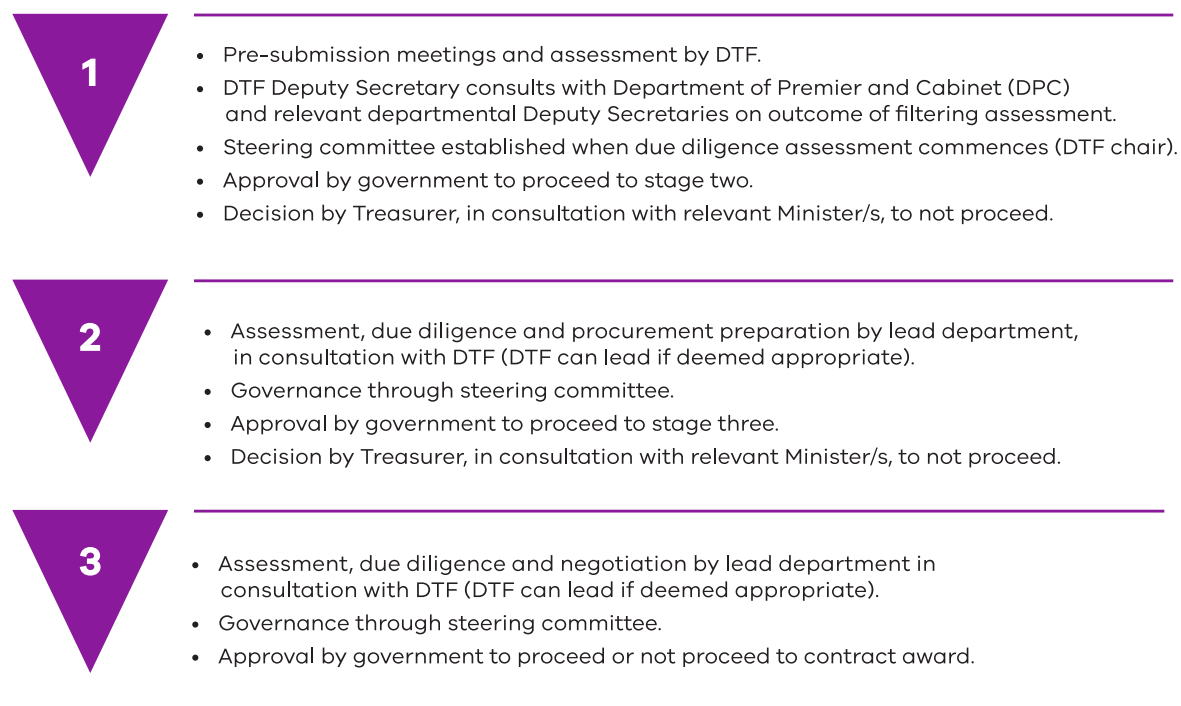 1
• Pre-submission meetings and assessment by DTF.
• DTF Deputy Secretary consults with Department of Premier and Cabinet (DPC)
and relevant departmental Deputy Secretaries on outcome of filtering assessment.
• Steering committee established when due diligence assessment commences (DTF chair).
• Approval by government to proceed to stage two.
• Decision by Treasurer, in consultation with relevant Minister/s, to not proceed.
2
• Assessment, due diligence and procurement preparation by lead department,
in consultation with DTF (DTF can lead if deemed appropriate).
• Governance through steering committee.
• Approval by government to proceed to stage three.
• Decision by Treasurer, in consultation with relevant Minister/s, to not proceed.
3
• Assessment, due diligence and negotiation by lead department in
consultation with DTF (DTF can lead if deemed appropriate).
• Governance through steering committee.
• Approval by government to proceed or not proceed to contract award.